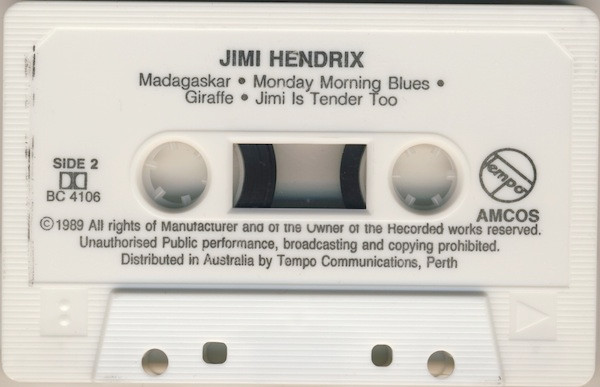 JIMI HENDRIX
Madagaskar • Monday Morning Blues •
Giraffe • Jimi Is Tender Too
SIDE 2
BC 4106
tempo
AMCOS
©1989 All rights of Manufacturer and of the Owner of the Recorded works reserved.
Unauthorised Public performance, broadcasting and copying prohibited.
Distributed in Australia by Tempo Communications, Perth